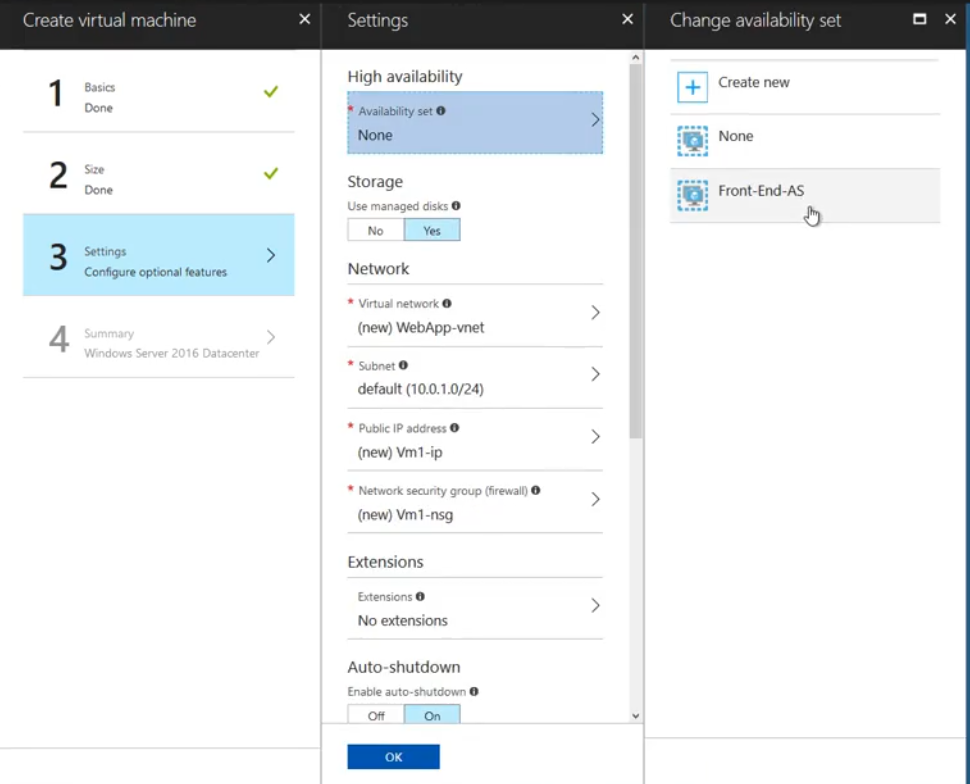 Create virtual machine
1
Basics
Done
2
Size
Done
3
Settings
Configure optional features
4
Summary
Windows Server 2016 Datacenter
Settings
High availability
* Availability set
None
Storage
Use managed disks
No Yes
Network
* Virtual network
(new) WebApp-vnet
* Subnet
default (10.0.1.0/24)
* Public IP address
(new) Vm1-ip
* Network security group (firewall)
(new) Vm1-nsg
Extensions
Extensions
No extensions
Auto-shutdown
Enable auto-shutdown
Off On
OK
Change availability set
Create new
None
Front-End-AS